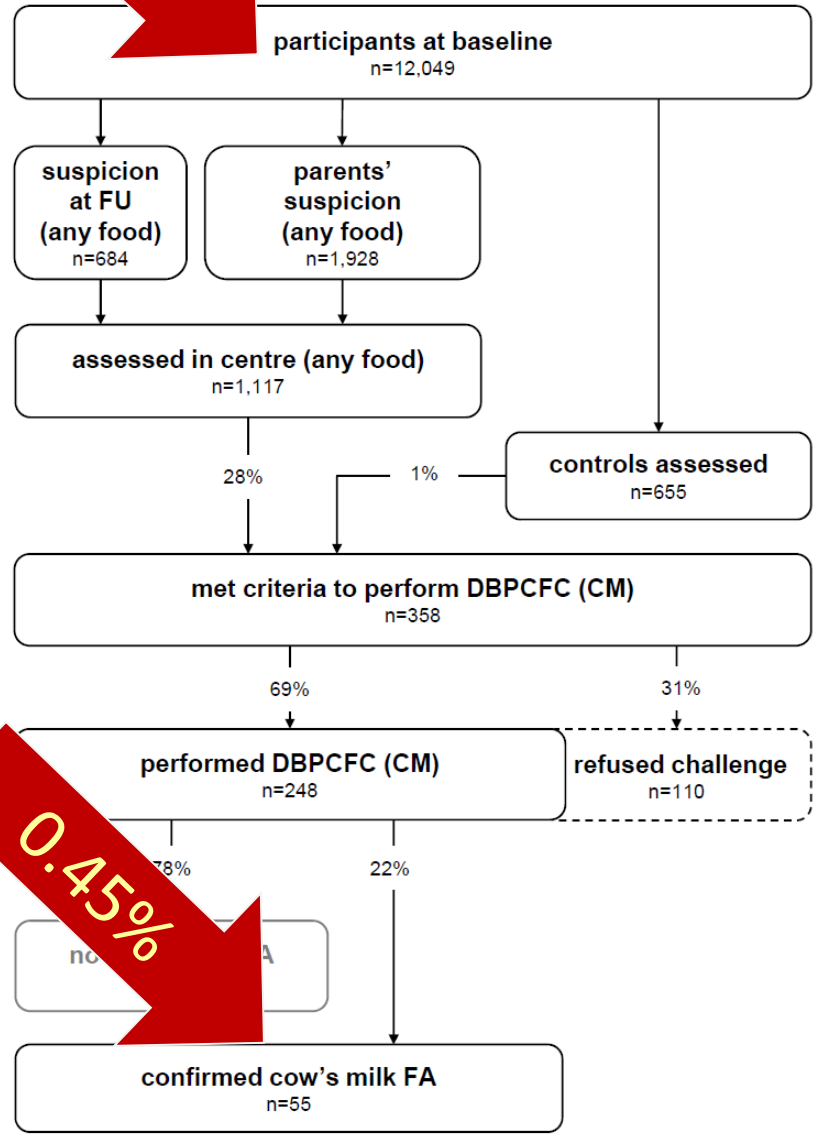 participants at baseline
n=12,049
suspicion
at FU
(any food)
n=684
parents’
suspicion
(any food)
n=1,928
assessed in centre (any food)
n=1,117
controls assessed
n=655
28%
1%
met criteria to perform DBPCFC (CM)
n=358
69%
31%
performed DBPCFC (CM)
n=248
refused challenge
n=110
78%
22%
0.45%
confirmed cow’s milk FA
n=55